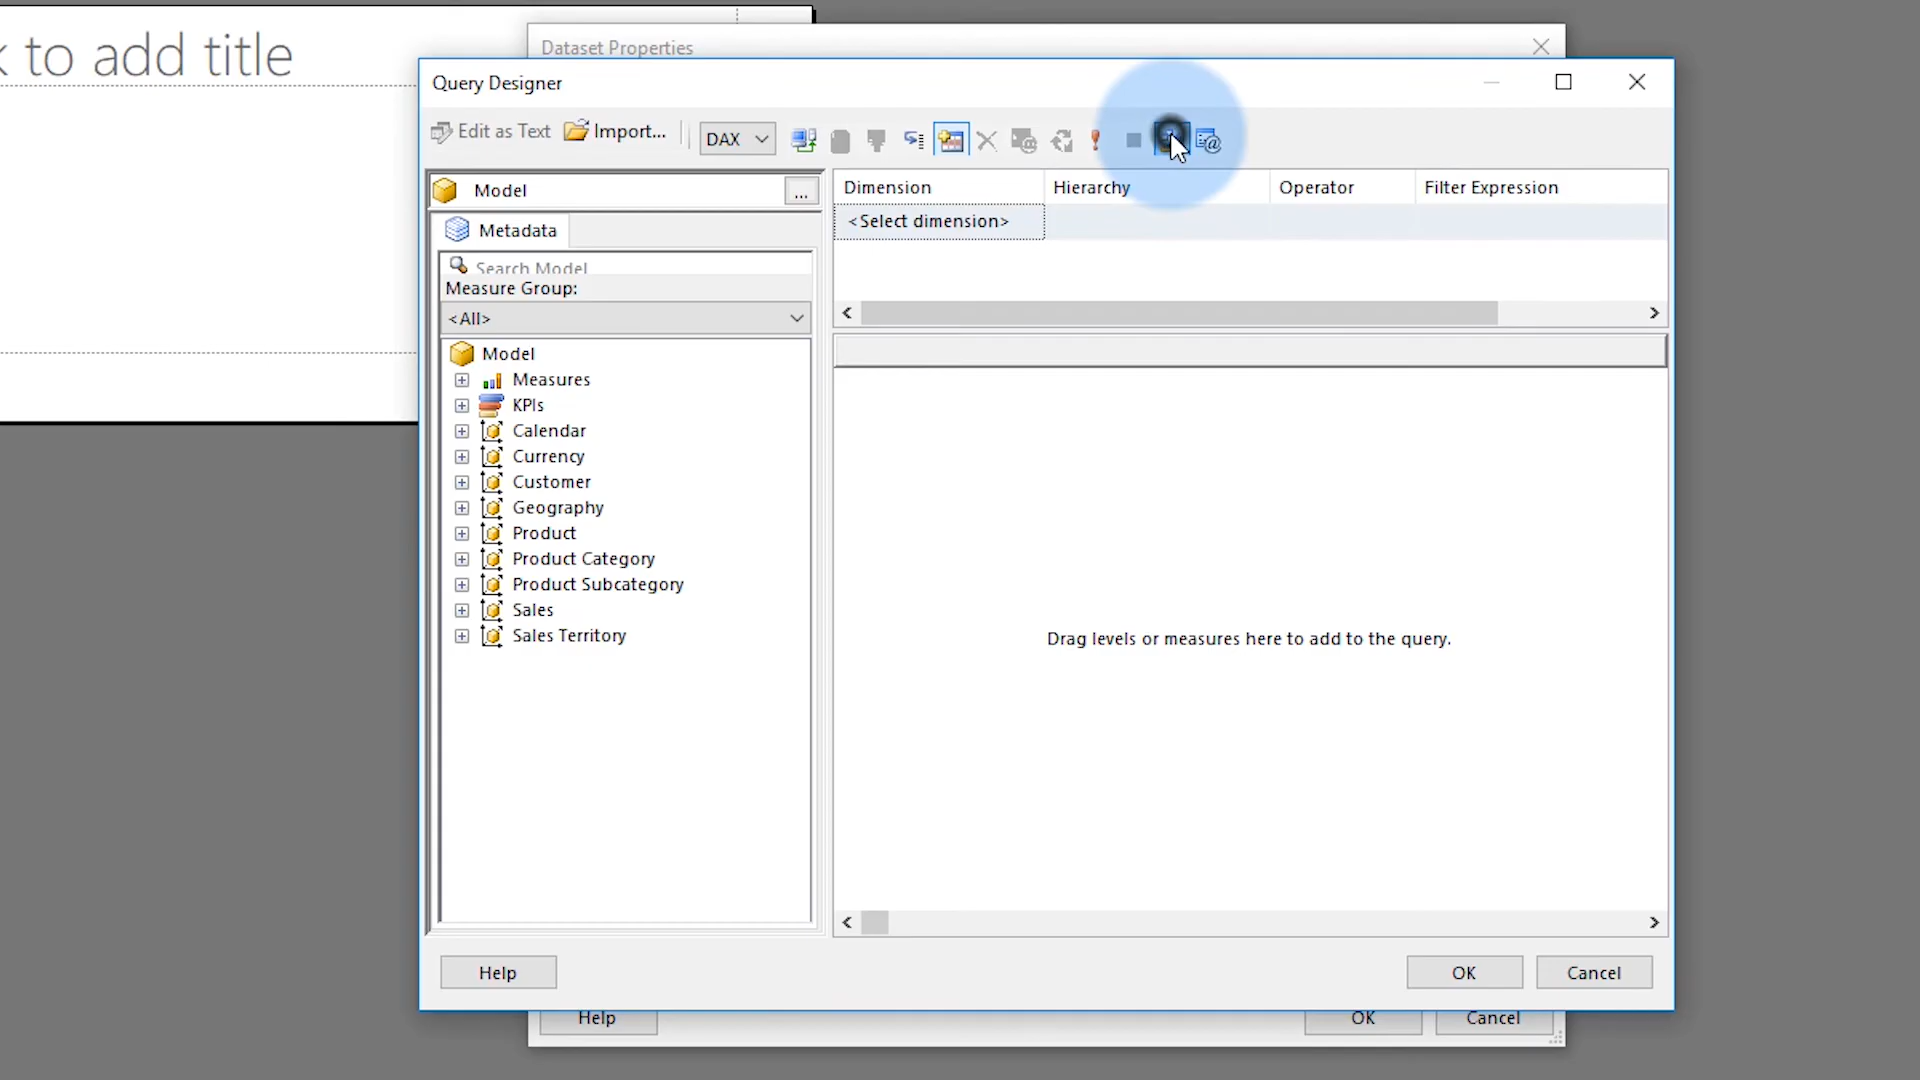 k to add title
Dataset Properties
Query Designer
Edit as Text
Import...
DAX
Model
...
Dimension
Hierarchy
Operator
Filter Expression
<Select dimension>
Metadata
Search Model
Measure Group:
<All>
Model
Measures
KPIs
Calendar
Currency
Customer
Geography
Product
Product Category
Product Subcategory
Sales
Sales Territory
Drag levels or measures here to add to the query.
Help
OK
Cancel
Help
OK
Cancel